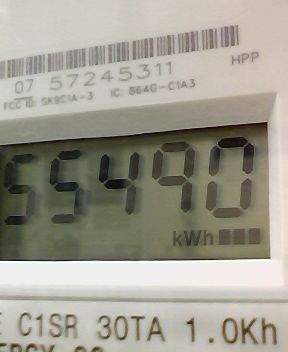 07 57245311
HPP
FCC ID: SK9C1A-3 IC: 864G-C1A3
55490
kWh
C1SR 30TA 1.0Kh